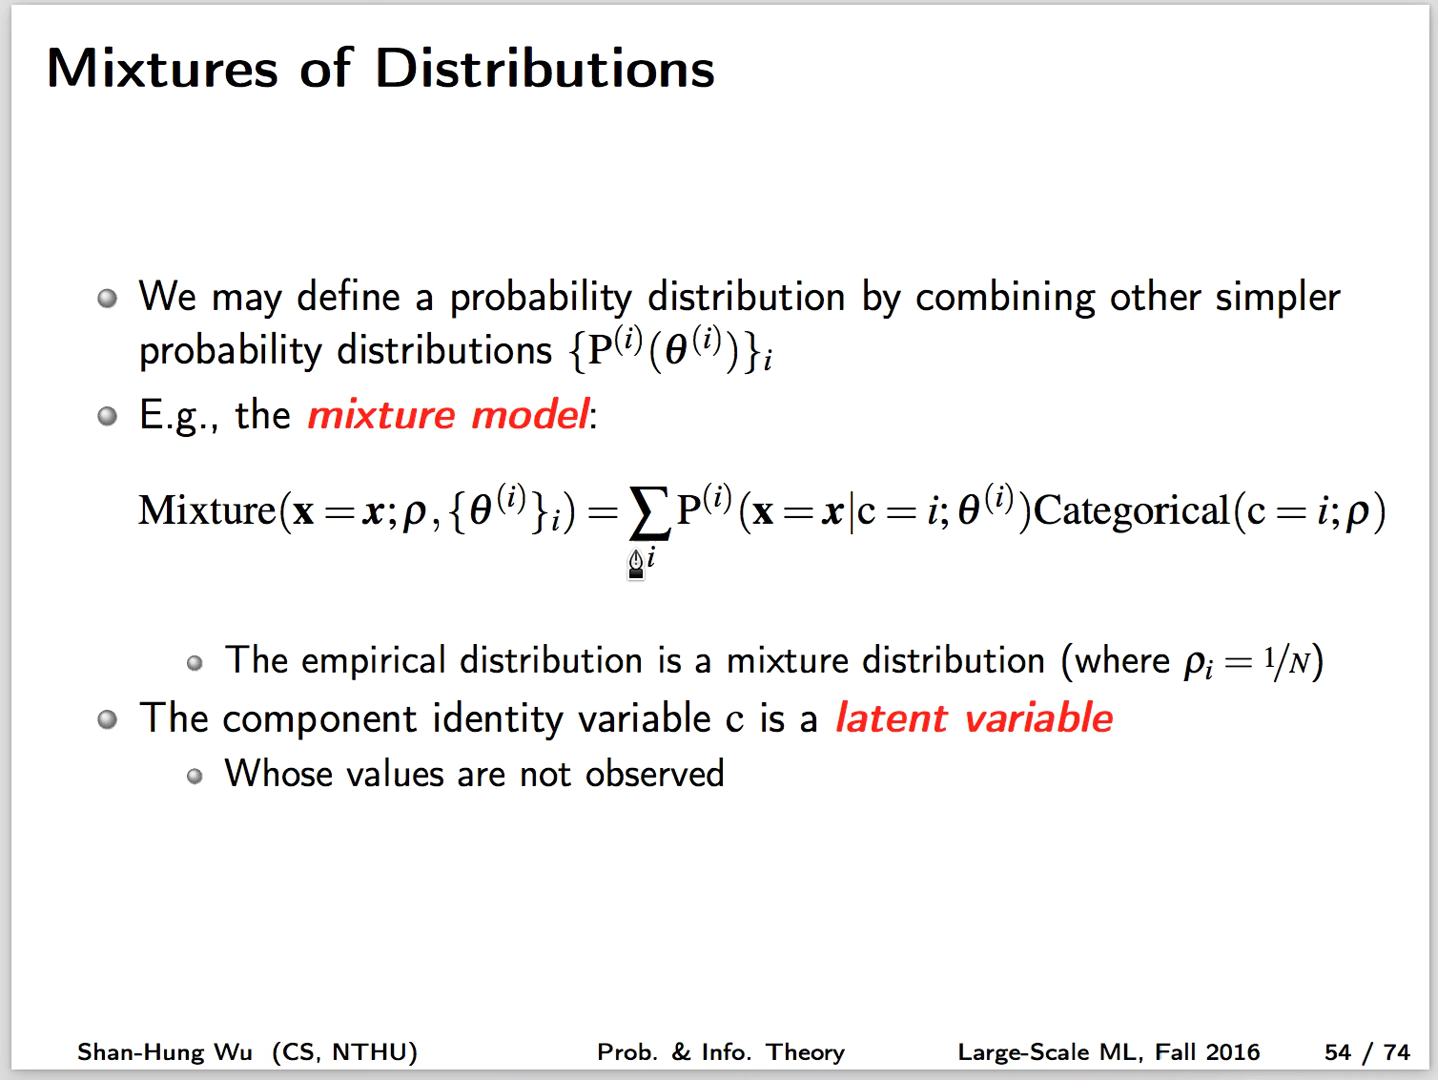 Mixtures of Distributions
We may define a probability distribution by combining other simpler
probability distributions {P^(i)(θ^(i))}_i
E.g., the mixture model:
Mixture(x = x; ρ, {θ^(i)}_i) = ∑_i P^(i)(x = x|c = i; θ^(i))Categorical(c = i; ρ)
The empirical distribution is a mixture distribution (where ρ_i = 1/N)
The component identity variable c is a latent variable
Whose values are not observed
Shan-Hung Wu (CS, NTHU) Prob. & Info. Theory Large-Scale ML, Fall 2016 54 / 74